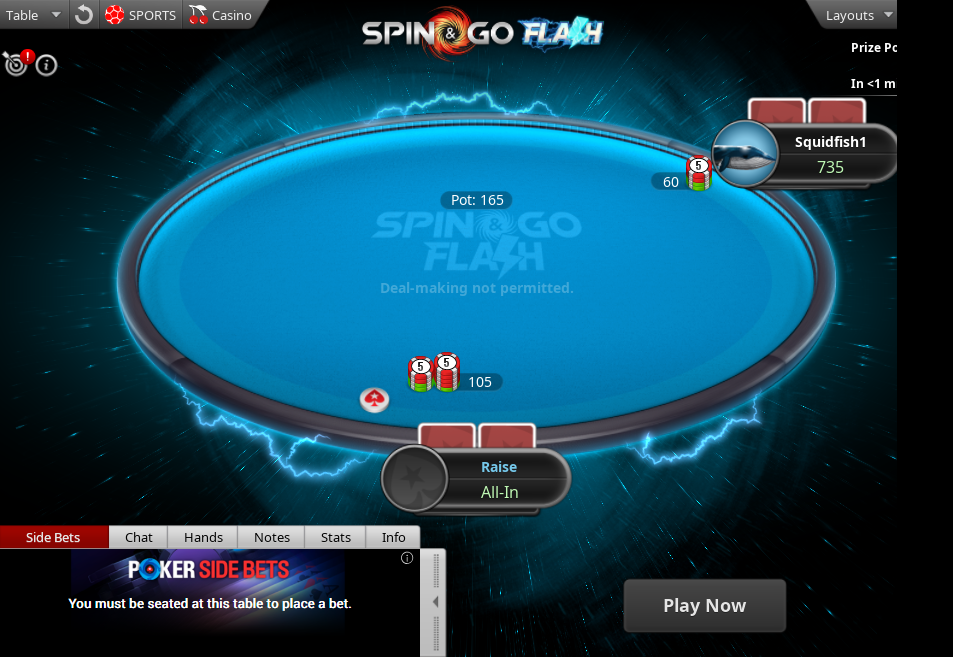 Table
SPORTS
Casino
SPIN & GO FLASH
Layouts
Prize Po
In <1 m
!
i
Squidfish1
735
5
60
Pot: 165
SPIN & GO
FLASH
Deal-making not permitted.
5
5
105
Raise
All-In
Side Bets
Chat
Hands
Notes
Stats
Info
POKER SIDE BETS
i
You must be seated at this table to place a bet.
Play Now